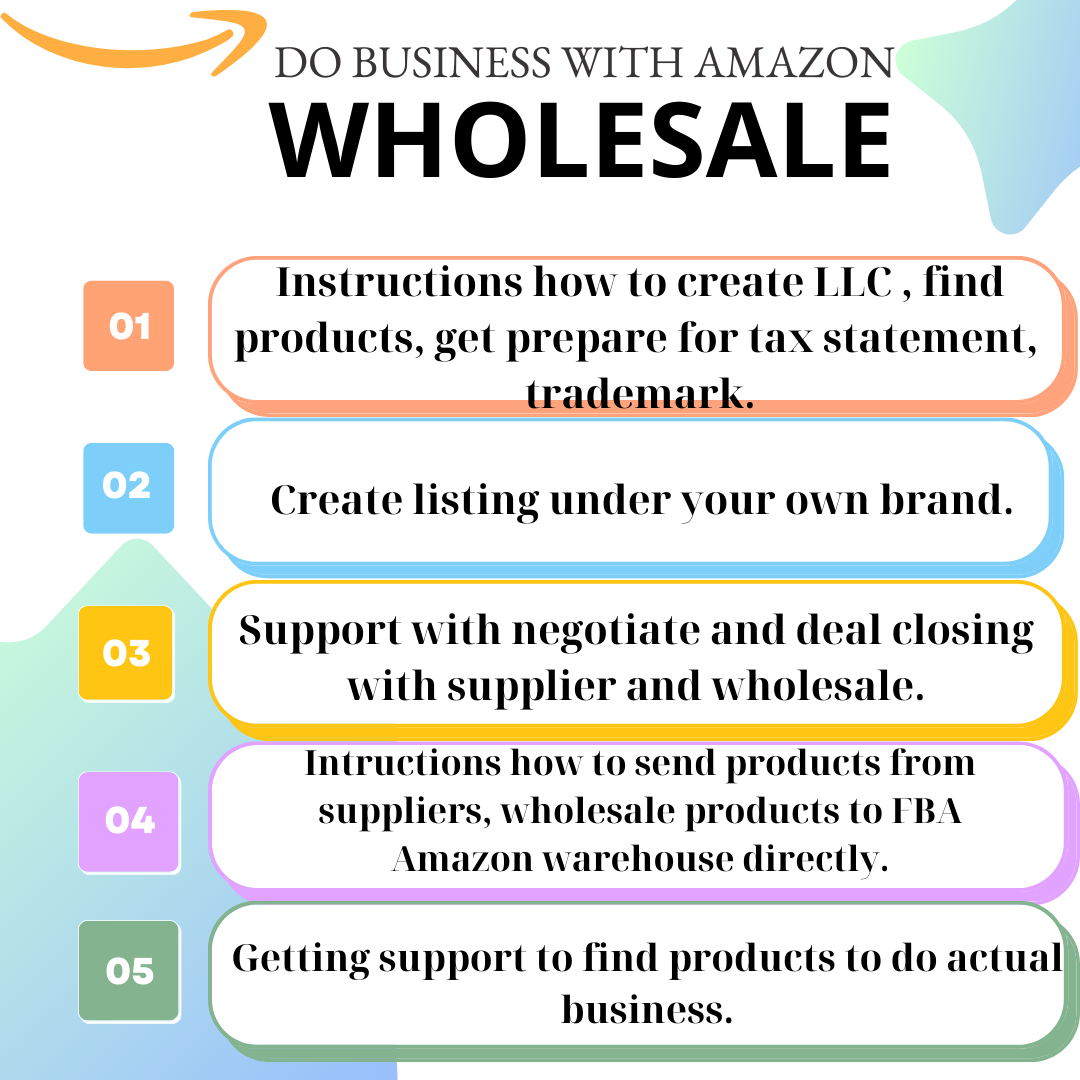 DO BUSINESS WITH AMAZON
WHOLESALE
01
Instructions how to create LLC , find
products, get prepare for tax statement,
trademark.
02
Create listing under your own brand.
03
Support with negotiate and deal closing
with supplier and wholesale.
04
Intructions how to send products from
suppliers, wholesale products to FBA
Amazon warehouse directly.
05
Getting support to find products to do actual
business.